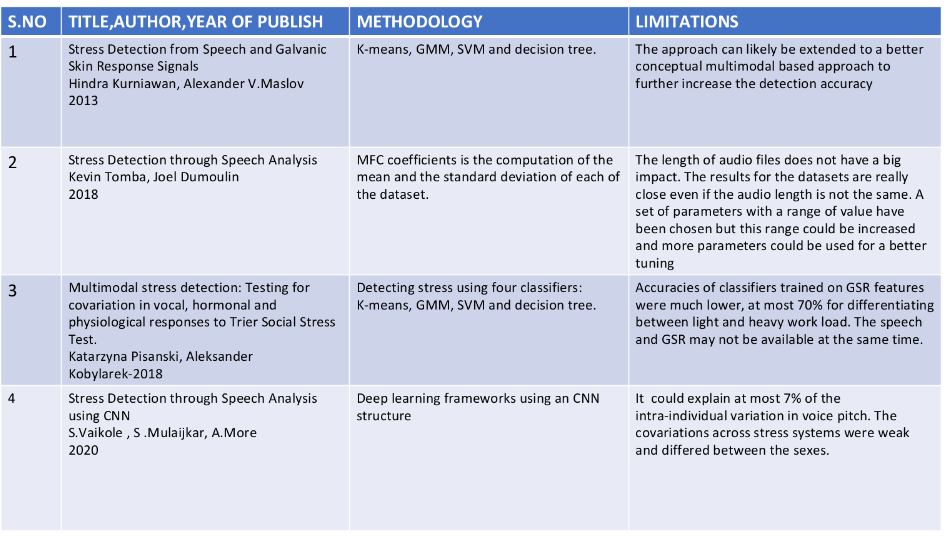 S.NO TITLE,AUTHOR,YEAR OF PUBLISH METHODOLOGY LIMITATIONS
1
Stress Detection from Speech and Galvanic
Skin Response Signals
Hindra Kurniawan, Alexander V.Maslov
2013
K-means, GMM, SVM and decision tree.
The approach can likely be extended to a better
conceptual multimodal based approach to
further increase the detection accuracy
2
Stress Detection through Speech Analysis
Kevin Tomba, Joel Dumoulin
2018
MFC coefficients is the computation of the
mean and the standard deviation of each of
the dataset.
The length of audio files does not have a big
impact. The results for the datasets are really
close even if the audio length is not the same. A
set of parameters with a range of value have
been chosen but this range could be increased
and more parameters could be used for a better
tuning
3
Multimodal stress detection: Testing for
covariation in vocal, hormonal and
physiological responses to Trier Social Stress
Test.
Katarzyna Pisanski, Aleksander
Kobylarek-2018
Detecting stress using four classifiers:
K-means, GMM, SVM and decision tree.
Accuracies of classifiers trained on GSR features
were much lower, at most 70% for differentiating
between light and heavy work load. The speech
and GSR may not be available at the same time.
4
Stress Detection through Speech Analysis
using CNN
S.Vaikole , S .Mulaijkar, A.More
2020
Deep learning frameworks using an CNN
structure
It could explain at most 7% of the
intra-individual variation in voice pitch. The
covariations across stress systems were weak
and differed between the sexes.